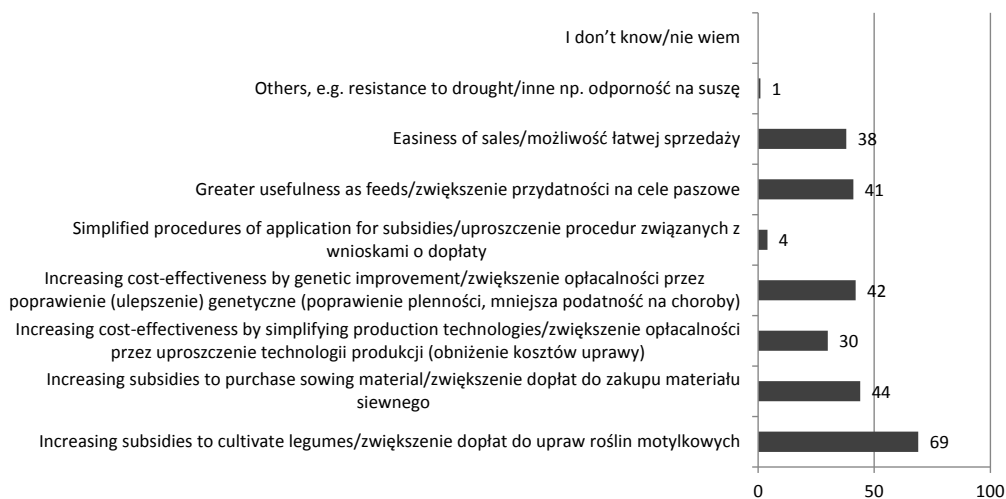 I don't know/nie wiem
Others, e.g. resistance to drought/inne np. odporność na suszę
1
Easiness of sales/możliwość łatwej sprzedaży
38
Greater usefulness as feeds/zwiększenie przydatności na cele paszowe
41
Simplified procedures of application for subsidies/uproszczenie procedur związanych z
wnioskami o dopłaty
4
Increasing cost-effectiveness by genetic improvement/zwiększenie opłacalności przez
poprawienie (ulepszenie) genetyczne (poprawienie plenności, mniejsza podatność na choroby)
42
Increasing cost-effectiveness by simplifying production technologies/zwiększenie opłacalności
przez uproszczenie technologii produkcji (obniżenie kosztów uprawy)
30
Increasing subsidies to purchase sowing material/zwiększenie dopłat do zakupu materiału
siewnego
44
Increasing subsidies to cultivate legumes/zwiększenie dopłat do upraw roślin motylkowych
69
0 50 100